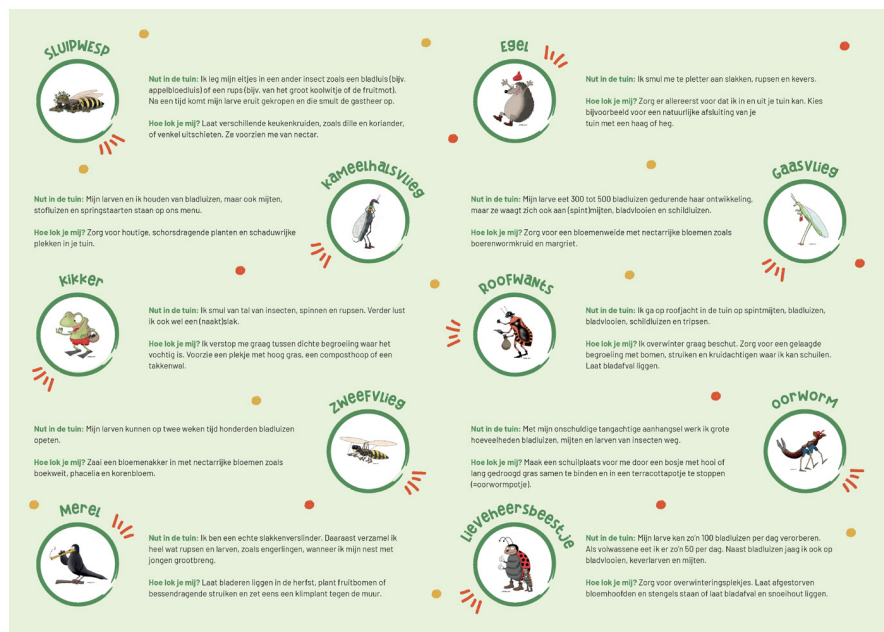 SLUIPWESP
Nut in de tuin: Ik leg mijn eitjes in een ander insect zoals een bladluis (bijv.
appelbloedluis) of een rups (bijv. van het groot koolwitje of de fruitmot).
Na een tijd komt mijn larve eruit gekropen en die smult de gastheer op.
Hoe lok je mij? Laat verschillende keukenkruiden, zoals dille en koriander,
of venkel uitschieten. Ze voorzien me van nectar.
Kameelhalsvlieg
Nut in de tuin: Mijn larven en ik houden van bladluizen, maar ook mijten,
stofluizen en springstaarten staan op ons menu.
Hoe lok je mij? Zorg voor houtige, schorsdragende planten en schaduwrijke
plekken in je tuin.
Kikker
Nut in de tuin: Ik smul van tal van insecten, spinnen en rupsen. Verder lust
ik ook wel een (naakt)slak.
Hoe lok je mij? Ik verstop me graag tussen dichte begroeiing waar het
vochtig is. Voorzie een plekje met hoog gras, een composthoop of een
takkenwal.
Zweefvlieg
Nut in de tuin: Mijn larven kunnen op twee weken tijd honderden bladluizen
opeten.
Hoe lok je mij? Zaai een bloemenakker in met nectarrijke bloemen zoals
boekweit, phacelia en korenbloem.
Merel
Nut in de tuin: Ik ben een echte slakkenverslinder. Daaraast verzamel ik
heel wat rupsen en larven, zoals engerlingen, wanneer ik mijn nest met
jongen grootbreng.
Hoe lok je mij? Laat bladeren liggen in de herfst, plant fruitbomen of
bessendragende struiken en zet eens een klimplant tegen de muur.
Egel
Nut in de tuin: Ik smul me te pletter aan slakken, rupsen en kevers.
Hoe lok je mij? Zorg er allereerst voor dat ik in en uit je tuin kan. Kies
bijvoorbeeld voor een natuurlijke afsluiting van je
tuin met een haag of heg.
Gaasvlieg
Nut in de tuin: Mijn larve eet 300 tot 500 bladluizen gedurende haar ontwikkeling,
maar ze waagt zich ook aan (spint)mijten, bladvlooien en schildluizen.
Hoe lok je mij? Zorg voor een bloemenweide met nectarrijke bloemen zoals
boerenwormkruid en margriet.
Roofwants
Nut in de tuin: Ik ga op roofjacht in de tuin op spintmijten, bladluizen,
bladvlooien, schildluizen en tripsen.
Hoe lok je mij? Ik overwinter graag beschut. Zorg voor een gelaagde
begroeiing met bomen, struiken en kruidachtigen waar ik kan schuilen.
Laat bladafval liggen.
Oorworm
Nut in de tuin: Met mijn onschuldige tangachtige aanhangsel werk ik grote
hoeveelheden bladluizen, mijten en larven van insecten weg.
Hoe lok je mij? Maak een schuilplaats voor me door een bosje met hooi of
lang gedroogd gras samen te binden en in een terracottapotje te stoppen
(=oorwormpotje).
Lieveheersbeestje
Nut in de tuin: Mijn larve kan zo'n 100 bladluizen per dag verorberen.
Als volwassene eet ik er zo'n 50 per dag. Naast bladluizen jaag ik ook op
bladvlooien, keverlarven en mijten.
Hoe lok je mij? Zorg voor overwinteringsplekjes. Laat afgestorven
bloemhoofden en stengels staan of laat bladafval en snoeihout liggen.